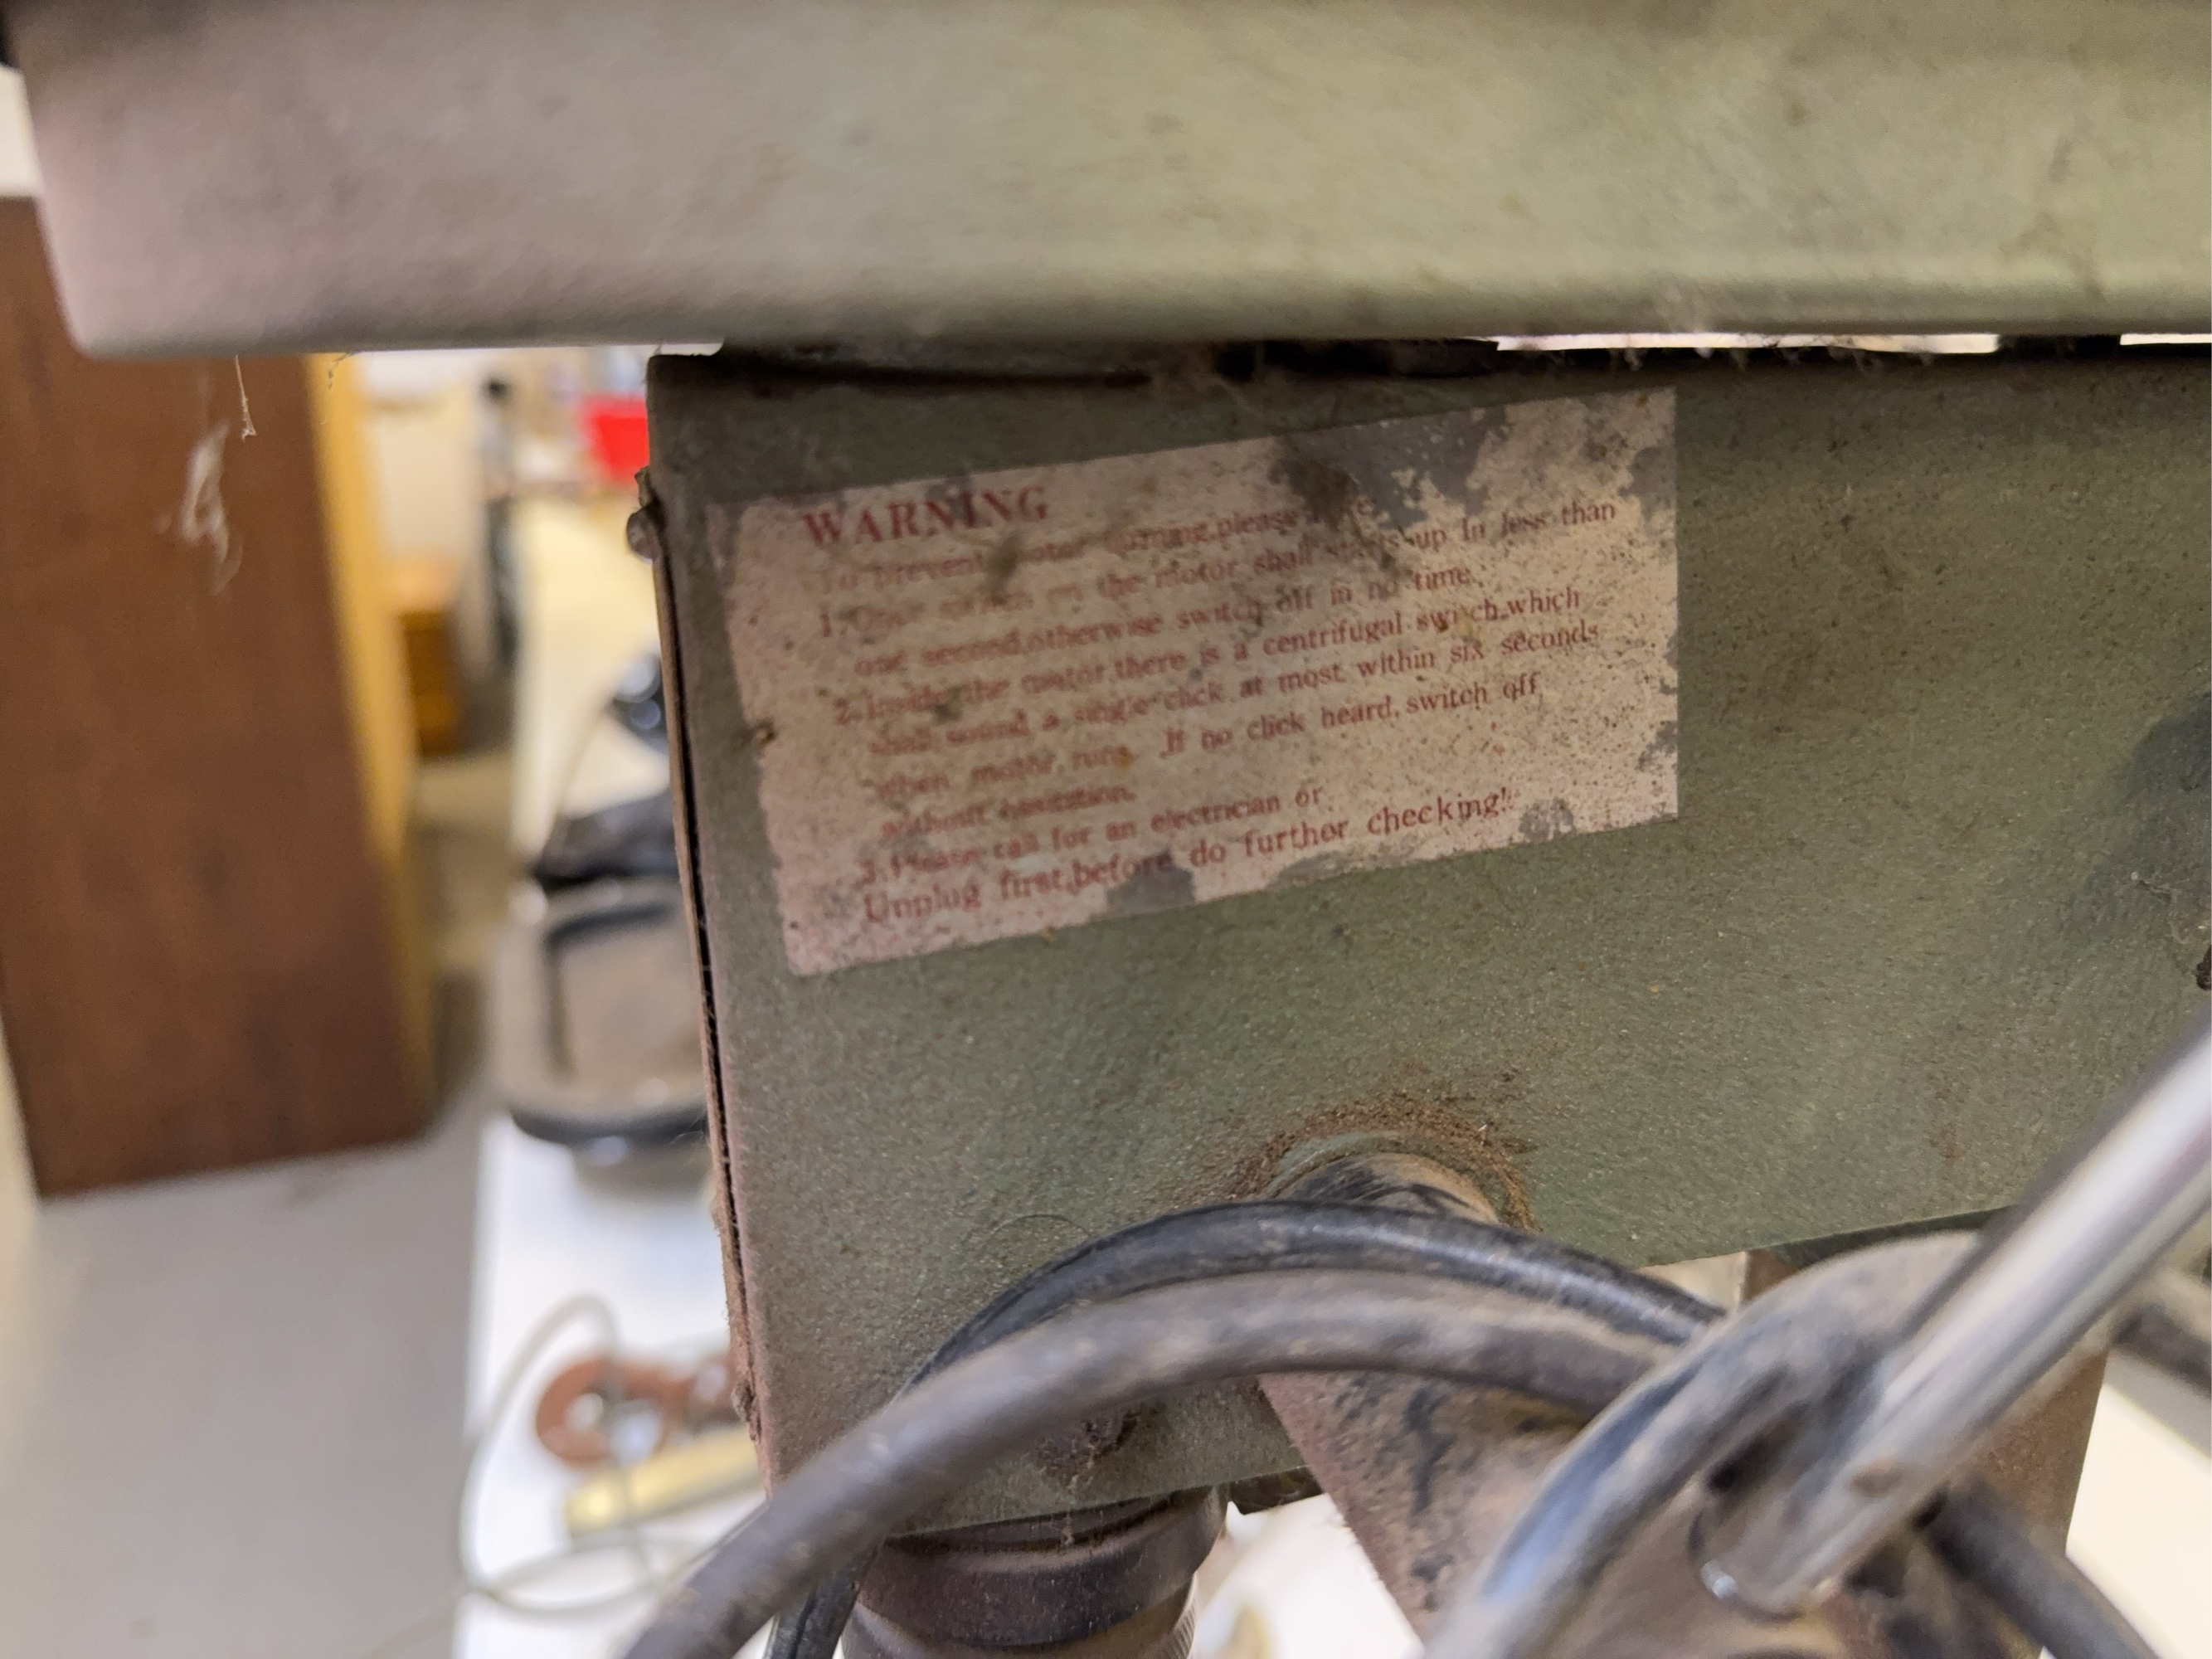 WARNING
To prevent motor burning,please
1. Once switch on the motor shall starts up In less than
one second,otherwise switch off in no time.
2. Inside the motor,there is a centrifugal switch,which
shall sound a single click at most within six seconds
when motor runs. If no click heard, switch off
without hesitation.
3. Please call for an electrician or
Unplug first,before do further checking!